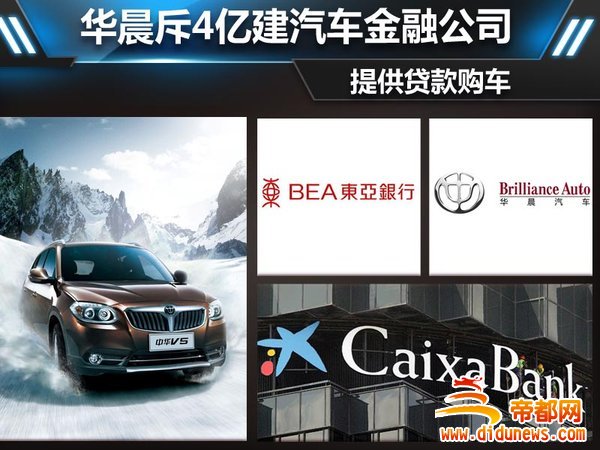 华晨斥4亿建汽车金融公司
提供贷款购车
BEA東亞銀行
Brilliance Auto
华晨汽车
中华V5
CaixaBank
帝都网
www.didunews.com